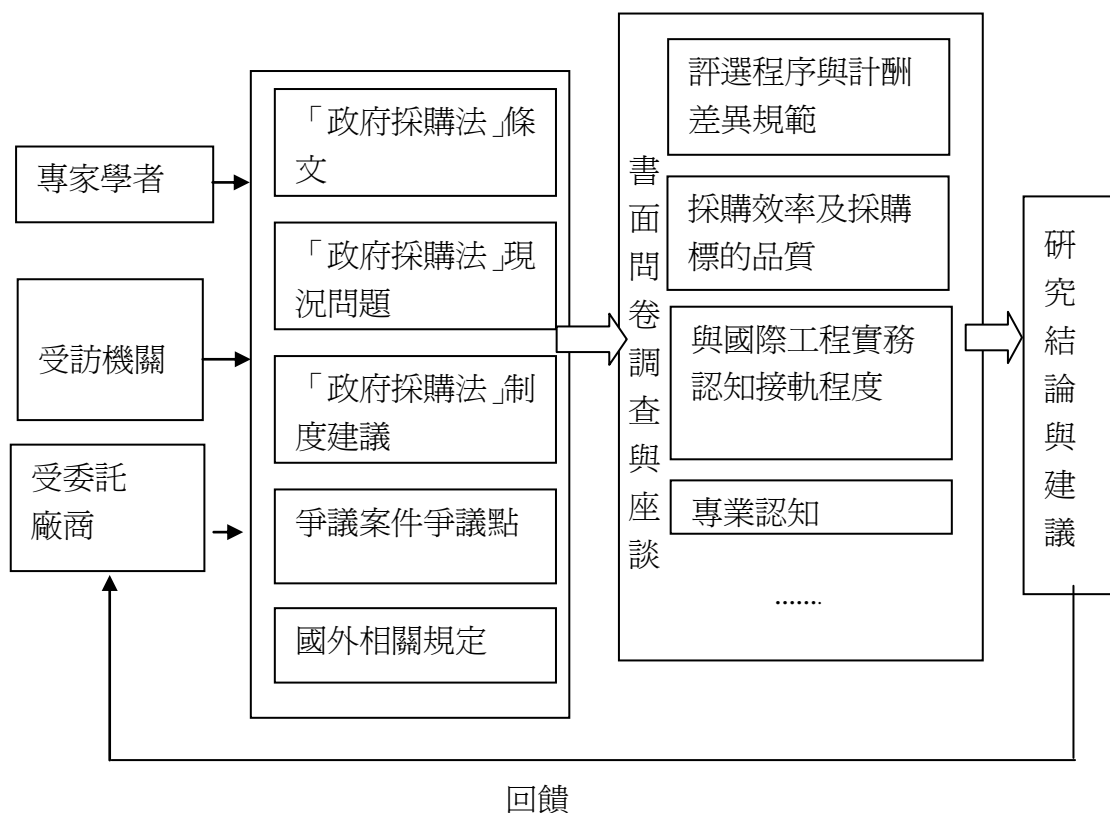 專家學者
受訪機關
受委託
廠商
「政府採購法」條
文
「政府採購法」現
況問題
「政府採購法」制
度建議
爭議案件爭議點
國外相關規定
書面問卷調查與座談
評選程序與計酬
差異規範
採購效率及採購
標的品質
與國際工程實務
認知接軌程度
專業認知
.......
研究結論與建議
回饋